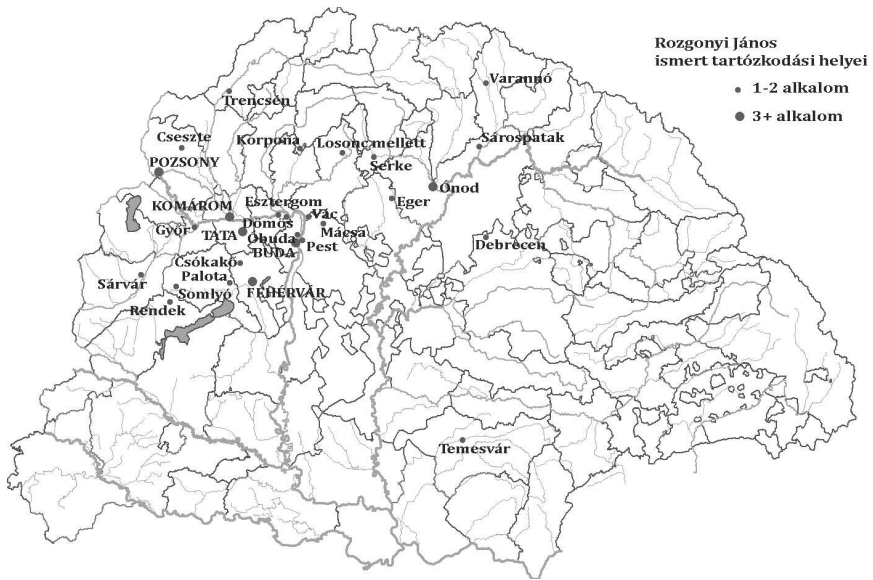 Rozgonyi János
ismert tartózkodási helyei
1-2 alkalom
3+ alkalom
Varannó
Trencsén
Cseszte
Korpona
Losonc mellett
Sárospatak
POZSONY
Serke
Ónod
Eger
KOMÁROM
Esztergom
Vác
Győr
TATA
Dömös
Mácsa
Óbuda
Pest
BUDA
Debrecen
Csókakő
Sárvár
Palota
Somlyó
FEHÉRVÁR
Rendek
Temesvár